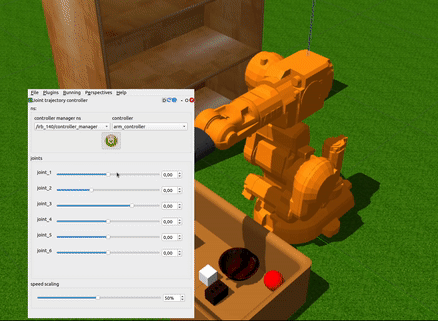 File Plugins Running Perspectives Help
Joint trajectory controller
ns:
controller manager ns controller
/irb_140/controller_manager arm_controller
joints
joint_1 0,00
joint_2 0,00
joint_3 0,00
joint_4 0,00
joint_5 0,00
joint_6 0,00
speed scaling
50%